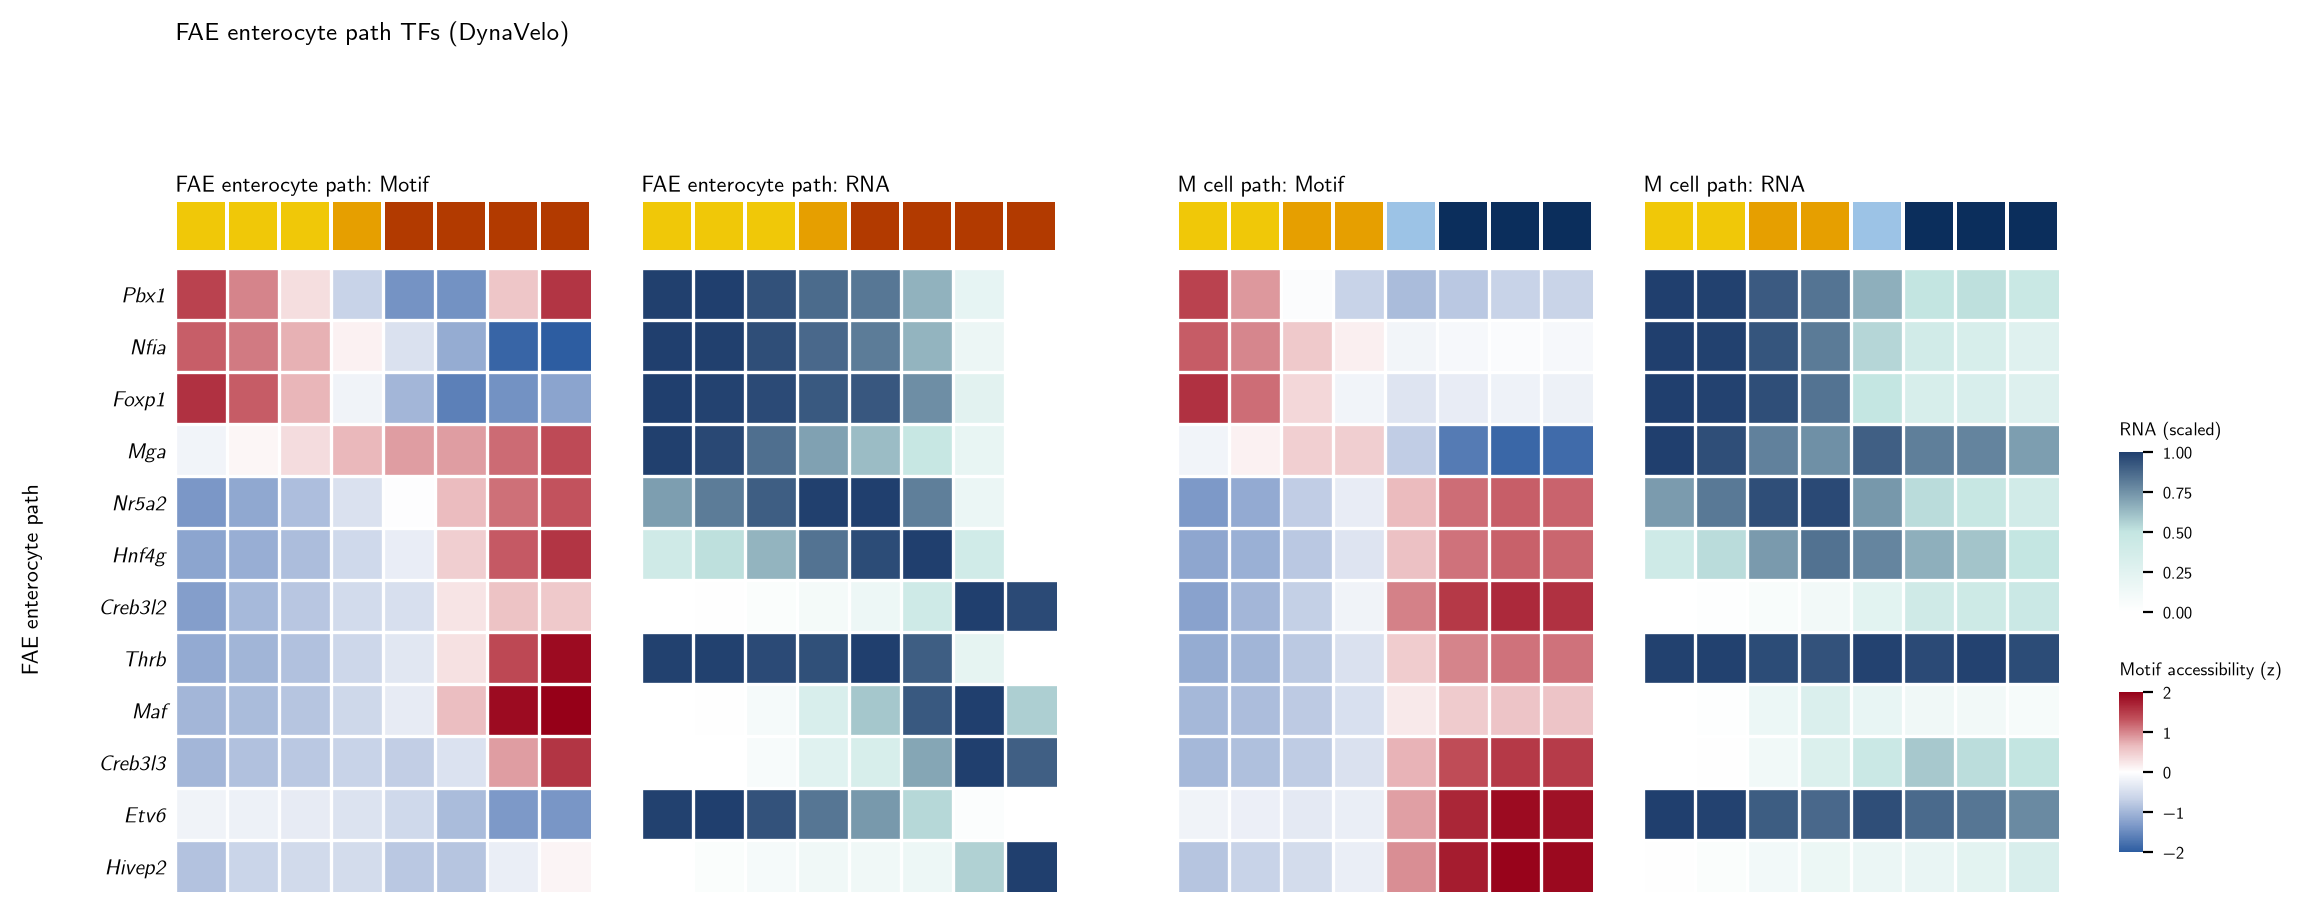 FAE enterocyte path TFs (DynaVelo)
FAE enterocyte path: Motif
FAE enterocyte path: RNA
M cell path: Motif
M cell path: RNA
FAE enterocyte path
Pbx1
Nfia
Foxp1
Mga
Nr5a2
Hnf4g
Creb3l2
Thrb
Maf
Creb3l3
Etv6
Hivep2
RNA (scaled)
1.00
0.75
0.50
0.25
0.00
Motif accessibility (z)
2
1
0
−1
−2